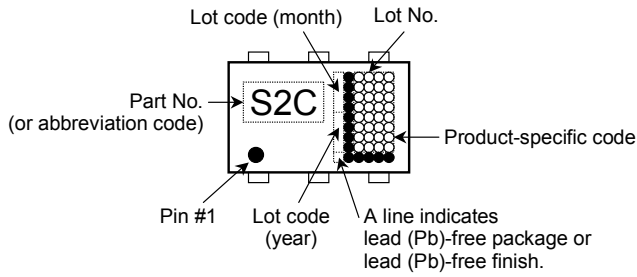 Lot code (month)
Lot No.
Part No.
(or abbreviation code)
S2C
Product-specific code
Pin #1
Lot code
(year)
A line indicates
lead (Pb)-free package or
lead (Pb)-free finish.